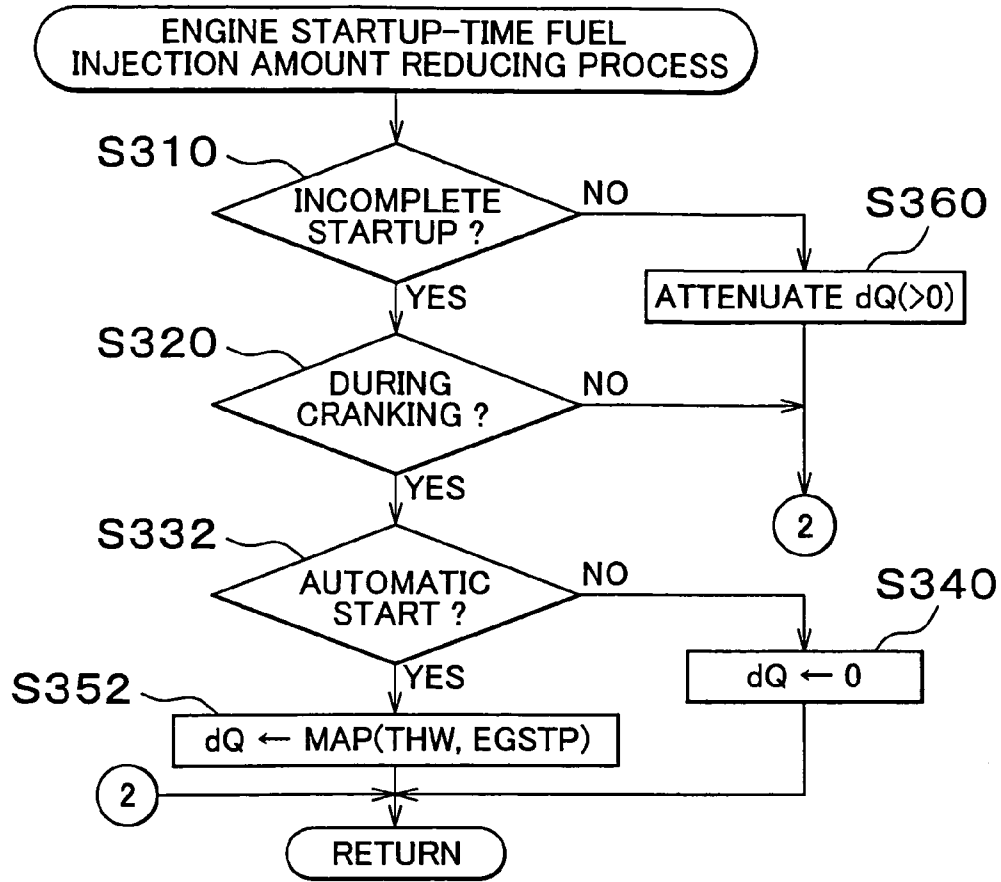 ENGINE STARTUP-TIME FUEL
INJECTION AMOUNT REDUCING PROCESS
S310
INCOMPLETE
STARTUP ?
NO
YES
S360
ATTENUATE dQ(>0)
S320
DURING
CRANKING ?
NO
YES
2
S332
AUTOMATIC
START ?
NO
YES
S340
dQ ← 0
S352
dQ ← MAP(THW, EGSTP)
2
RETURN